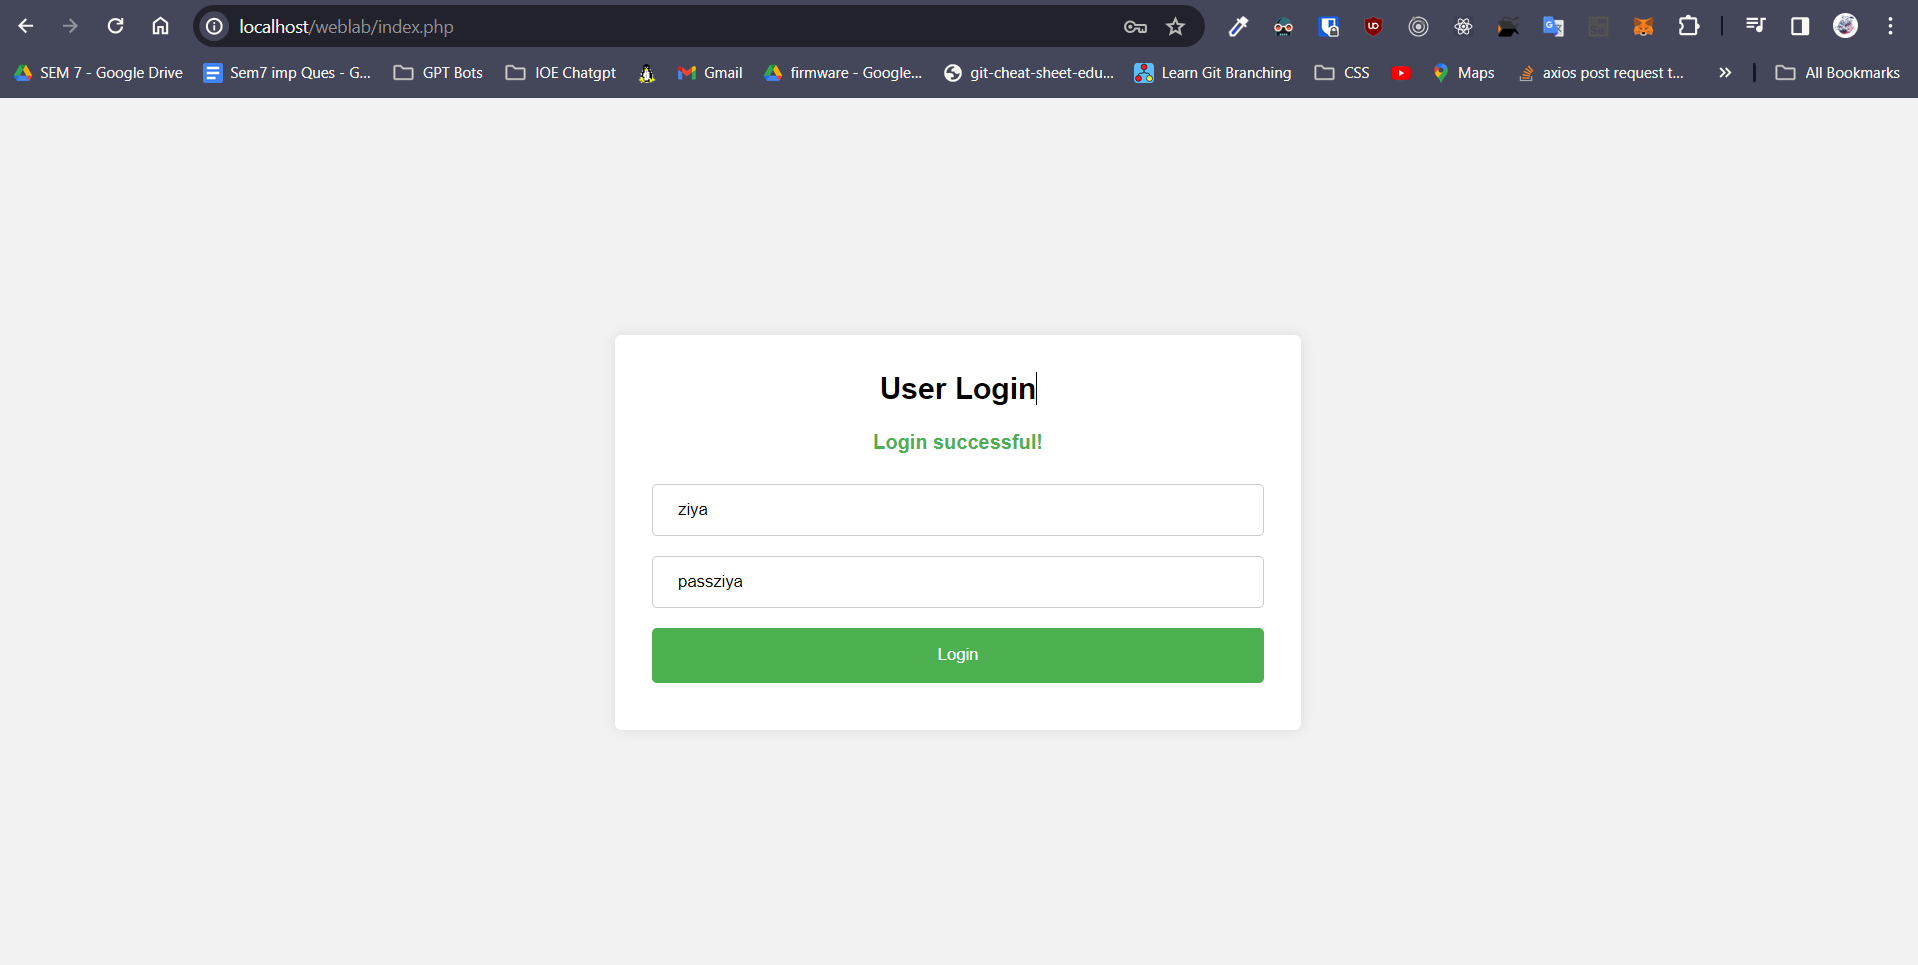 localhost/weblab/index.php
SEM 7 - Google Drive Sem7 imp Ques - G... GPT Bots IOE Chatgpt Gmail firmware - Google... git-cheat-sheet-edu... Learn Git Branching CSS Maps axios post request t... All Bookmarks
User Login
Login successful!
ziya
passziya
Login